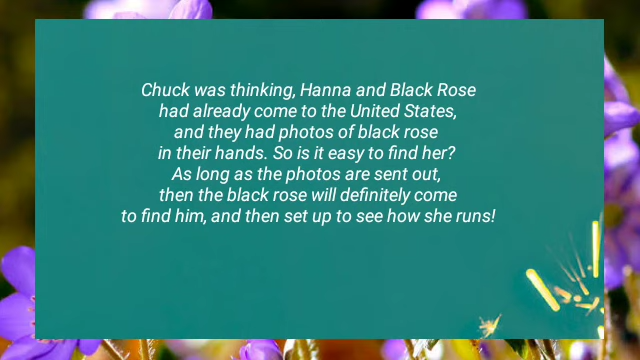 Chuck was thinking, Hanna and Black Rose
had already come to the United States,
and they had photos of black rose
in their hands. So is it easy to find her?
As long as the photos are sent out,
then the black rose will definitely come
to find him, and then set up to see how she runs!